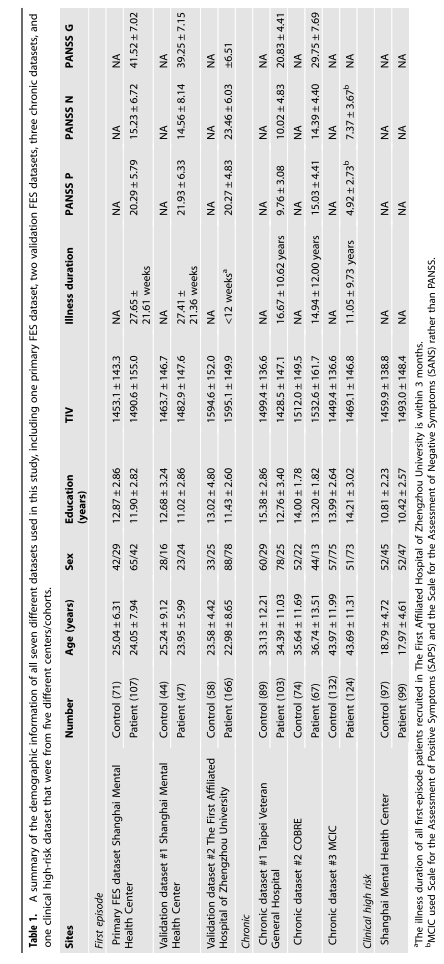 Table 1. A summary of the demographic information of all seven different datasets used in this study, including one primary FES dataset, two validation FES datasets, three chronic datasets, and
one clinical high-risk dataset that were from five different centers/cohorts.
Sites Number Age (years) Sex Education (years) TIV Illness duration PANSS P PANSS N PANSS G
First episode
Primary FES dataset Shanghai Mental Control (71) 25.04 ± 6.31 42/29 12.87 ± 2.86 1453.1 ± 143.3 NA NA NA NA
Health Center Patient (107) 24.05 ± 7.94 65/42 11.90 ± 2.82 1490.6 ± 155.0 27.65 ± 21.61 weeks 20.29 ± 5.79 15.23 ± 6.72 41.52 ± 7.02
Validation dataset #1 Shanghai Mental Control (44) 25.24 ± 9.12 28/16 12.68 ± 3.24 1463.7 ± 146.7 NA NA NA NA
Health Center Patient (47) 23.95 ± 5.99 23/24 11.02 ± 2.86 1482.9 ± 147.6 27.41 ± 21.36 weeks 21.93 ± 6.33 14.56 ± 8.14 39.25 ± 7.15
Validation dataset #2 The First Affiliated Control (58) 23.58 ± 4.42 33/25 13.02 ± 4.80 1594.6 ± 152.0 NA NA NA NA
Hospital of Zhengzhou University Patient (166) 22.98 ± 8.65 88/78 11.43 ± 2.60 1595.1 ± 149.9 <12 weeksᵃ 20.27 ± 4.83 23.46 ± 6.03 ±6.51
Chronic
Chronic dataset #1 Taipei Veteran Control (89) 33.13 ± 12.21 60/29 15.38 ± 2.86 1499.4 ± 136.6 NA NA NA NA
General Hospital Patient (103) 34.39 ± 11.03 78/25 12.76 ± 3.40 1428.5 ± 147.1 16.67 ± 10.62 years 9.76 ± 3.08 10.02 ± 4.83 20.83 ± 4.41
Chronic dataset #2 COBRE Control (74) 35.64 ± 11.69 52/22 14.00 ± 1.78 1512.0 ± 149.5 NA NA NA NA
Patient (67) 36.74 ± 13.51 44/13 13.20 ± 1.82 1532.6 ± 161.7 14.94 ± 12.00 years 15.03 ± 4.41 14.39 ± 4.40 29.75 ± 7.69
Chronic dataset #3 MCIC Control (132) 43.97 ± 11.99 57/75 13.99 ± 2.64 1449.4 ± 136.6 NA NA NA NA
Patient (124) 43.69 ± 11.31 51/73 14.21 ± 3.02 1469.1 ± 146.8 11.05 ± 9.73 years 4.92 ± 2.73ᵇ 7.37 ± 3.67ᵇ NA
Clinical high risk
Shanghai Mental Health Center Control (97) 18.79 ± 4.72 52/45 10.81 ± 2.23 1459.9 ± 138.8 NA NA NA NA
Patient (99) 17.97 ± 4.61 52/47 10.42 ± 2.57 1493.0 ± 148.4 NA NA NA NA
ᵃThe illness duration of all first-episode patients recruited in The First Affiliated Hospital of Zhengzhou University is within 3 months.
ᵇMCIC used Scale for the Assessment of Positive Symptoms (SAPS) and the Scale for the Assessment of Negative Symptoms (SANS) rather than PANSS.